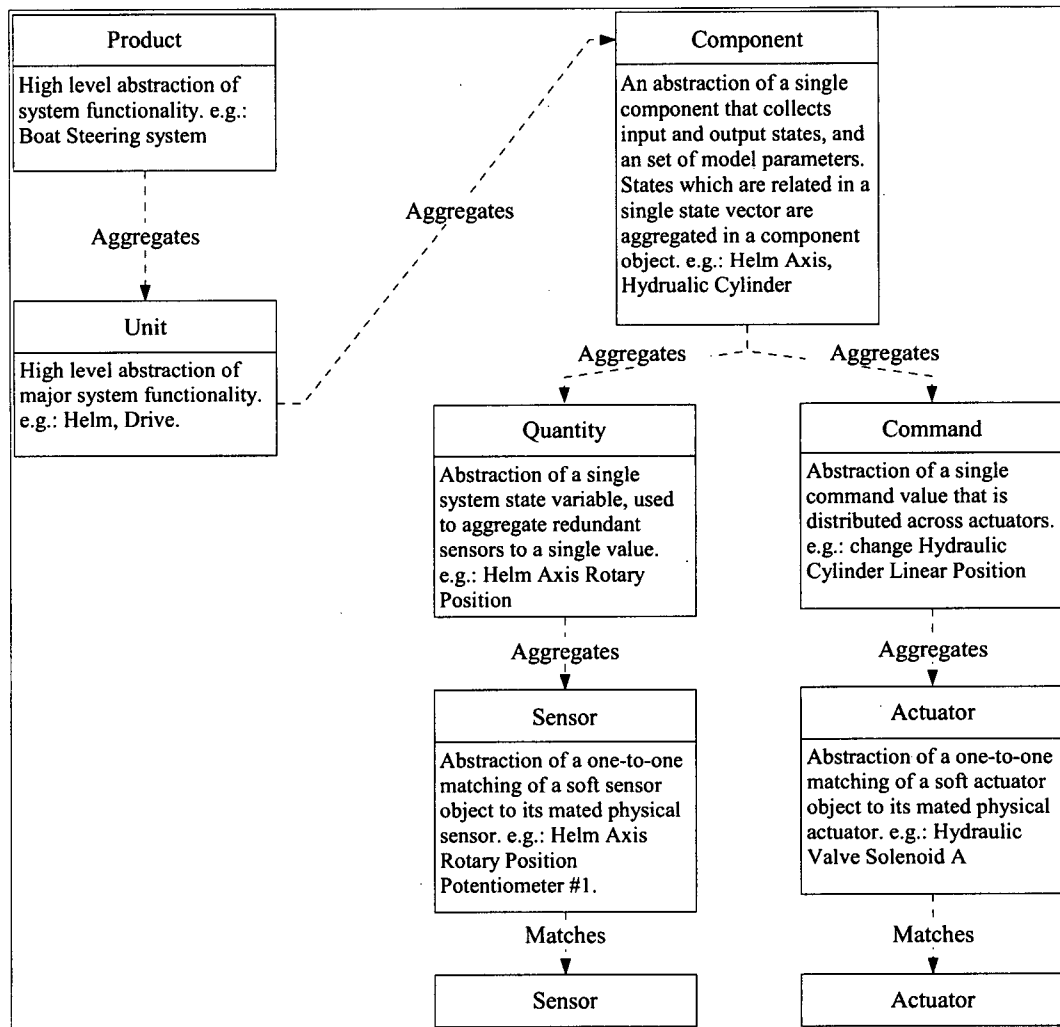 Product
High level abstraction of
system functionality. e.g.:
Boat Steering system
Aggregates
Unit
High level abstraction of
major system functionality.
e.g.: Helm, Drive.
Aggregates
Component
An abstraction of a single
component that collects
input and output states, and
an set of model parameters.
States which are related in a
single state vector are
aggregated in a component
object. e.g.: Helm Axis,
Hydrualic Cylinder
Aggregates
Aggregates
Quantity
Abstraction of a single
system state variable, used
to aggregate redundant
sensors to a single value.
e.g.: Helm Axis Rotary
Position
Command
Abstraction of a single
command value that is
distributed across actuators.
e.g.: change Hydraulic
Cylinder Linear Position
Aggregates
Aggregates
Sensor
Abstraction of a one-to-one
matching of a soft sensor
object to its mated physical
sensor. e.g.: Helm Axis
Rotary Position
Potentiometer #1.
Actuator
Abstraction of a one-to-one
matching of a soft actuator
object to its mated physical
actuator. e.g.: Hydraulic
Valve Solenoid A
Matches
Matches
Sensor
Actuator